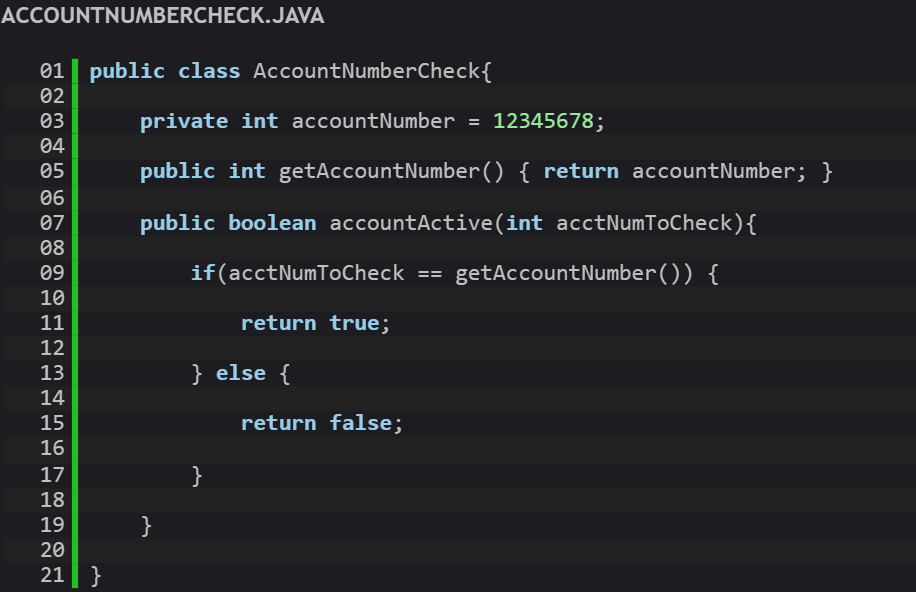 ACCOUNTNUMBERCHECK.JAVA
01 public class AccountNumberCheck{
02
03     private int accountNumber = 12345678;
04
05     public int getAccountNumber() { return accountNumber; }
06
07     public boolean accountActive(int acctNumToCheck){
08
09         if(acctNumToCheck == getAccountNumber()) {
10
11             return true;
12
13         } else {
14
15             return false;
16
17         }
18
19     }
20
21 }